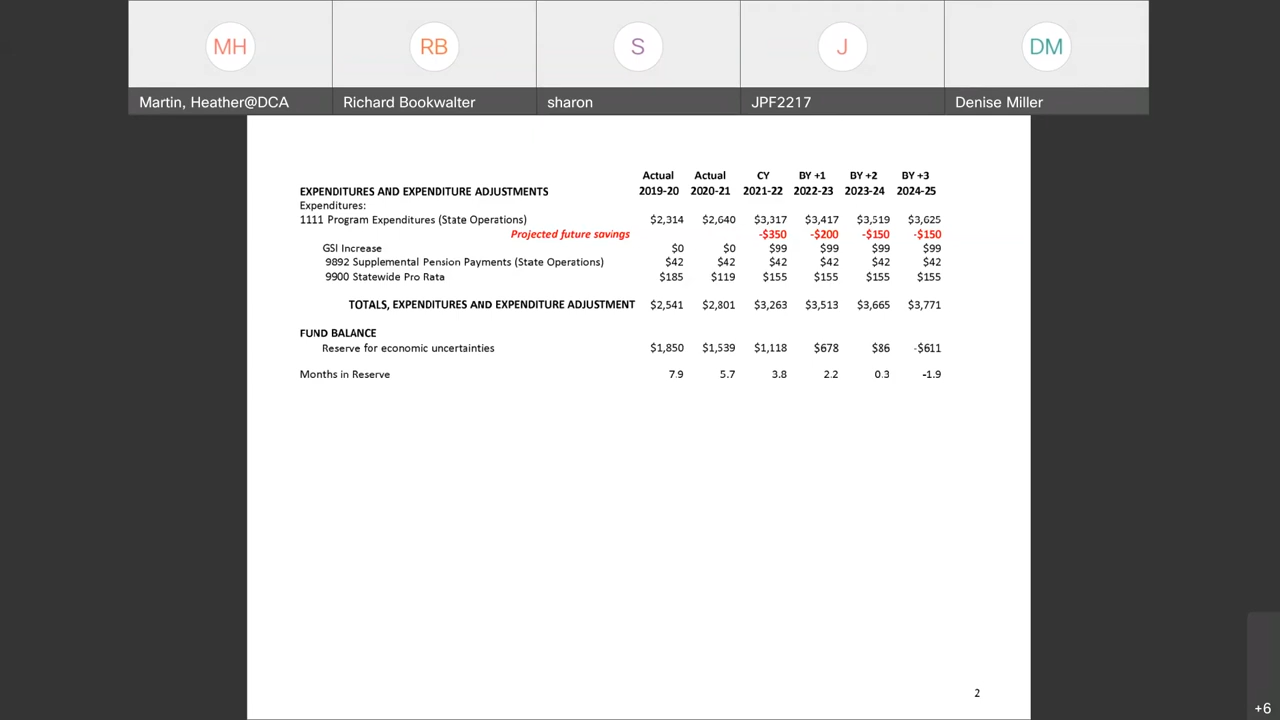 MH RB S J DM
Martin, Heather@DCA Richard Bookwalter sharon JPF2217 Denise Miller
Actual Actual CY BY +1 BY +2 BY +3
EXPENDITURES AND EXPENDITURE ADJUSTMENTS 2019-20 2020-21 2021-22 2022-23 2023-24 2024-25
Expenditures:
1111 Program Expenditures (State Operations) $2,314 $2,640 $3,317 $3,417 $3,519 $3,625
Projected future savings -$350 -$200 -$150 -$150
GSI Increase $0 $0 $99 $99 $99 $99
9892 Supplemental Pension Payments (State Operations) $42 $42 $42 $42 $42 $42
9900 Statewide Pro Rata $185 $119 $155 $155 $155 $155
TOTALS, EXPENDITURES AND EXPENDITURE ADJUSTMENT $2,541 $2,801 $3,263 $3,513 $3,665 $3,771
FUND BALANCE
Reserve for economic uncertainties $1,850 $1,539 $1,118 $678 $86 -$611
Months in Reserve 7.9 5.7 3.8 2.2 0.3 -1.9
2
+6